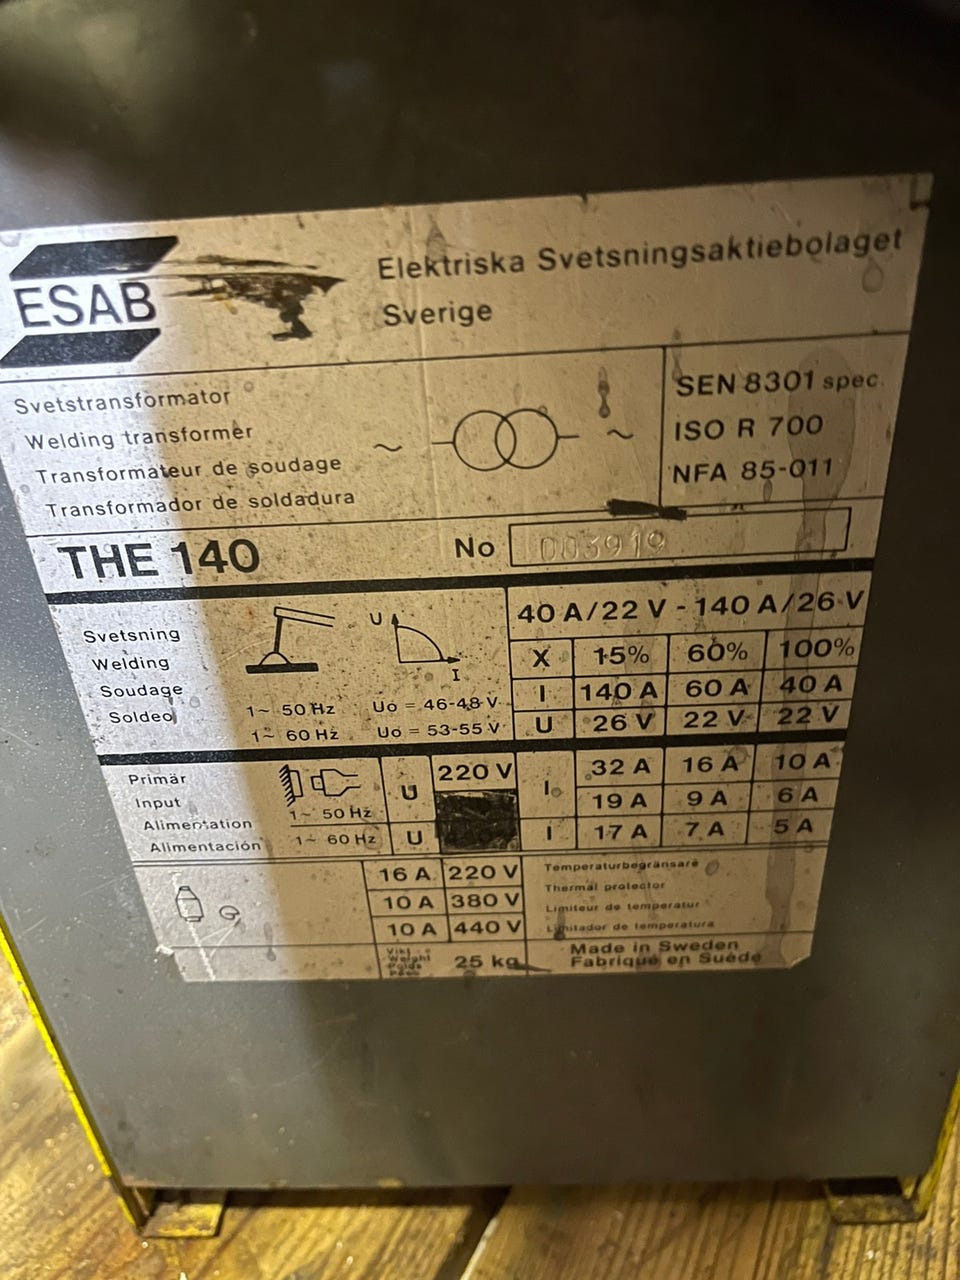 ESAB
Elektriska Svetsningsaktiebolaget
Sverige
Svetstransformator
Welding transformer
Transformateur de soudage
Transformador de soldadura
~ ~
SEN 8301 spec.
ISO R 700
NFA 85-011
THE 140
No 003919
Svetsning
Welding
Soudage
Soldeo
U
I
1~ 50 Hz Uo = 46-48 V
1~ 60 Hz Uo = 53-55 V
40 A/22 V - 140 A/26 V
X 15% 60% 100%
I 140 A 60 A 40 A
U 26 V 22 V 22 V
Primär
Input
Alimentation
Alimentación
1~ 50 Hz
1~ 60 Hz
U 220 V
U
I 32 A 16 A 10 A
19 A 9 A 6 A
I 17 A 7 A 5 A
16 A 220 V
10 A 380 V
10 A 440 V
Temperaturbegränsare
Thermal protector
Limiteur de temperatur
Limitador de temperatura
Weight
25 kg
Made in Sweden
Fabriqué en Suède